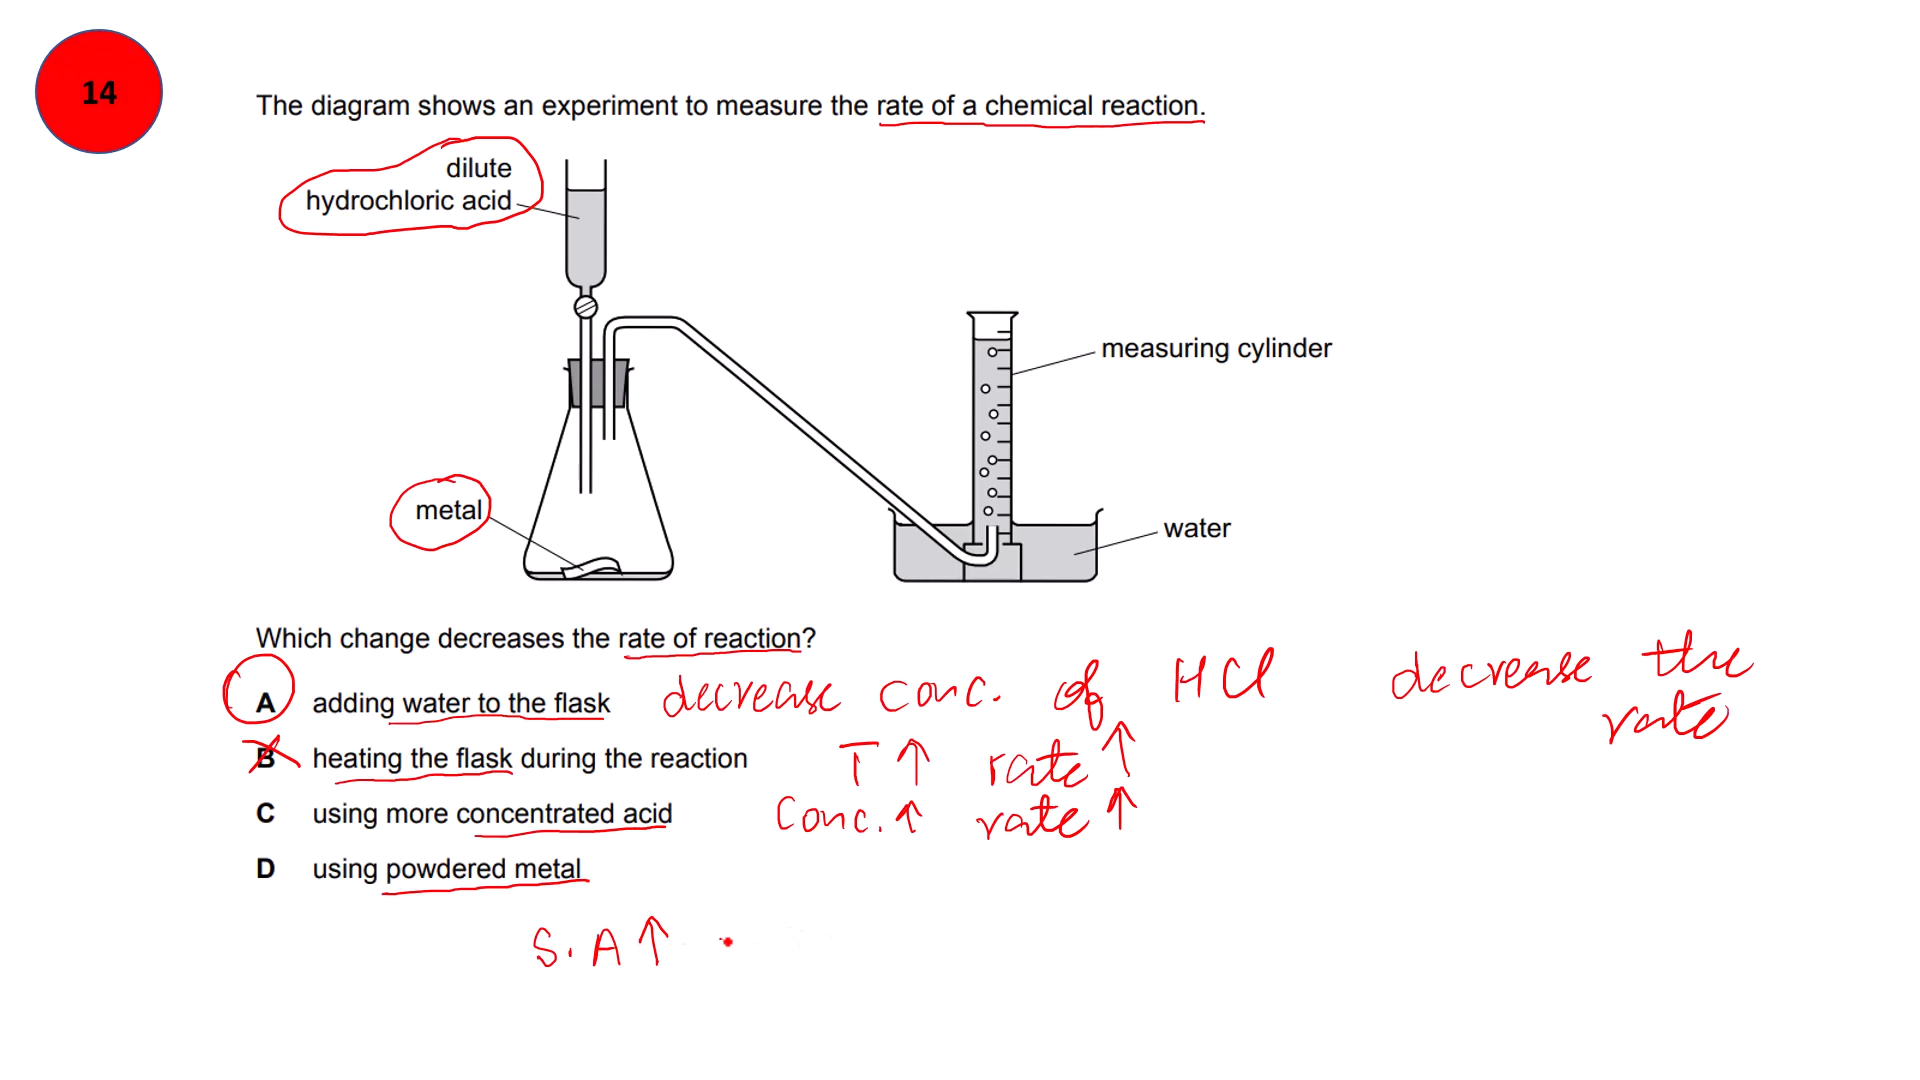 14
The diagram shows an experiment to measure the rate of a chemical reaction.
dilute
hydrochloric acid
measuring cylinder
metal
water
Which change decreases the rate of reaction?
A adding water to the flask decrease conc. of HCl decrease the
rate
B heating the flask during the reaction T ↑ rate ↑
C using more concentrated acid Conc. ↑ rate ↑
D using powdered metal
S.A ↑